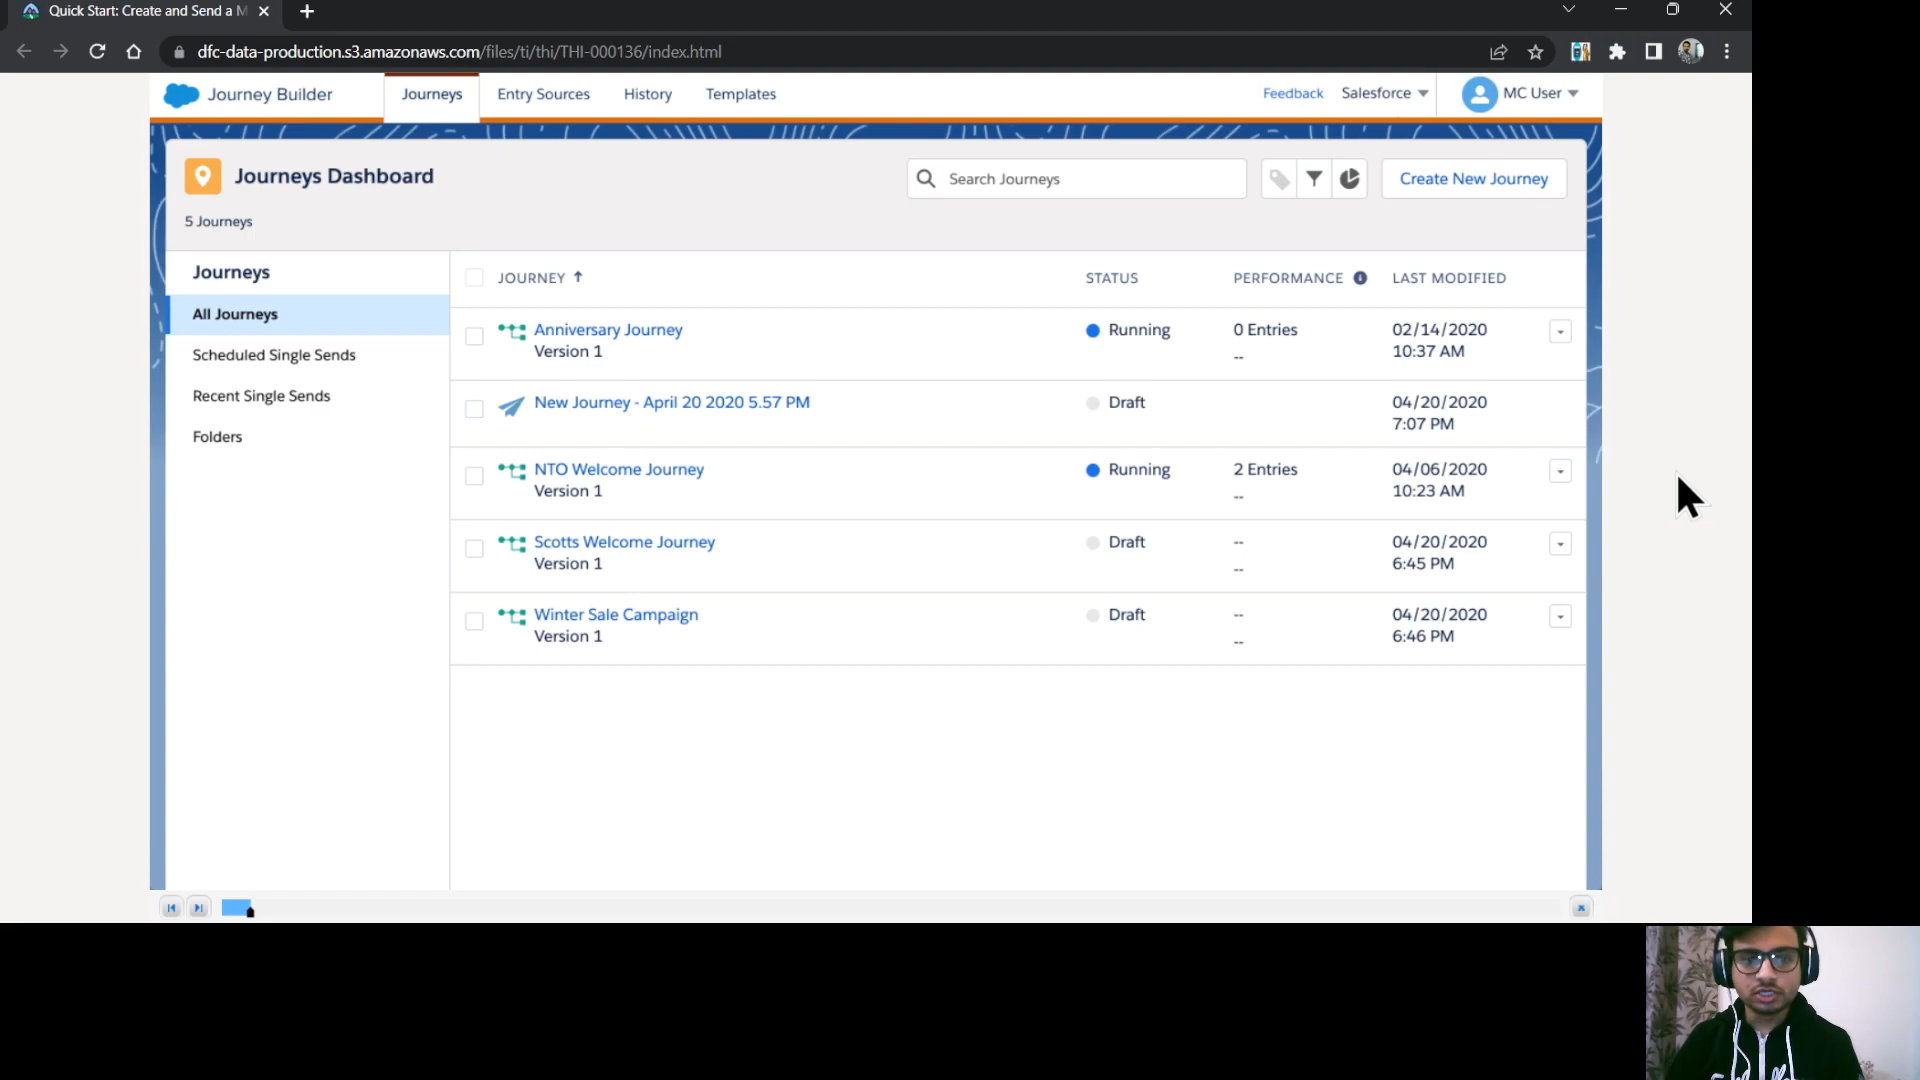 Quick Start: Create and Send a M
dfc-data-production.s3.amazonaws.com/files/ti/thi/THI-000136/index.html
Journey Builder
Journeys
Entry Sources
History
Templates
Feedback
Salesforce
MC User
Journeys Dashboard
5 Journeys
Search Journeys
Create New Journey
Journeys
All Journeys
Scheduled Single Sends
Recent Single Sends
Folders
JOURNEY STATUS PERFORMANCE LAST MODIFIED
Anniversary Journey Running 0 Entries 02/14/2020
Version 1 -- 10:37 AM
New Journey - April 20 2020 5.57 PM Draft 04/20/2020
7:07 PM
NTO Welcome Journey Running 2 Entries 04/06/2020
Version 1 -- 10:23 AM
Scotts Welcome Journey Draft -- 04/20/2020
Version 1 -- 6:45 PM
Winter Sale Campaign Draft -- 04/20/2020
Version 1 -- 6:46 PM